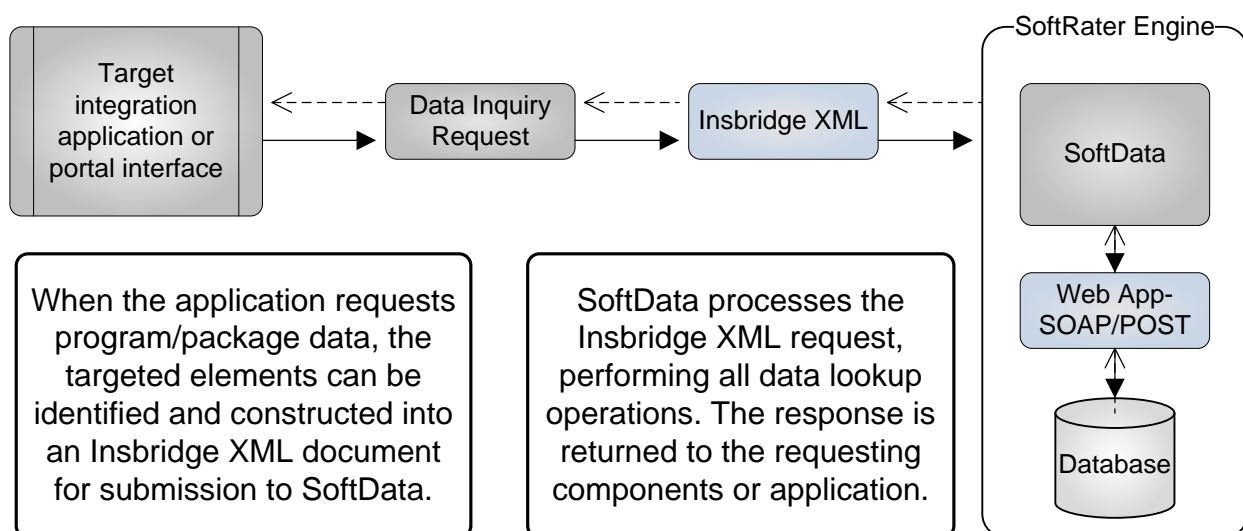 SoftRater Engine
Target
integration
application or
portal interface
Data Inquiry
Request
Insbridge XML
SoftData
Web App-
SOAP/POST
Database
When the application requests
program/package data, the
targeted elements can be
identified and constructed into
an Insbridge XML document
for submission to SoftData.
SoftData processes the
Insbridge XML request,
performing all data lookup
operations. The response is
returned to the requesting
components or application.